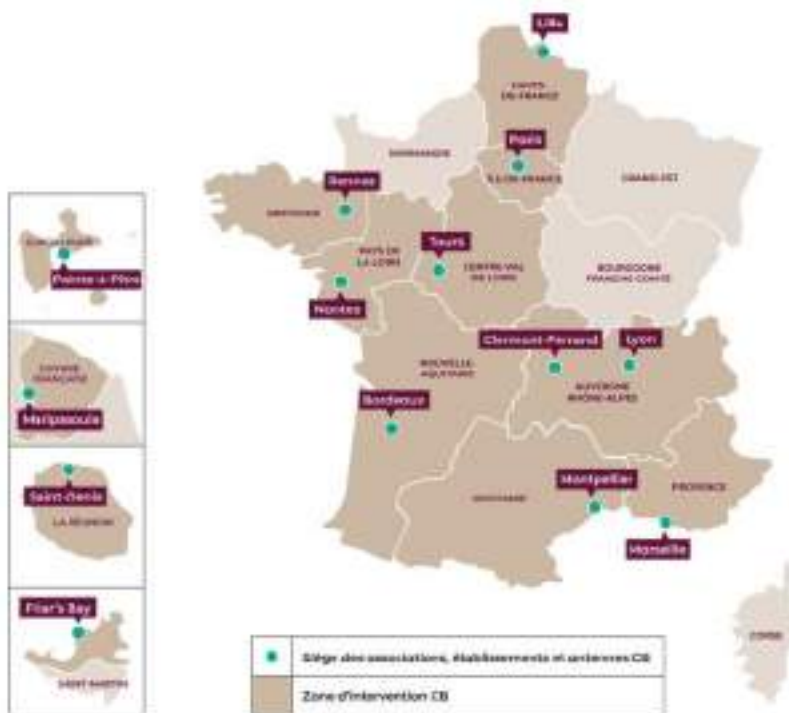 Lille
HAUTS-
DE-FRANCE
Paris
ÎLE-DE-FRANCE
NORMANDIE
GRAND EST
Rennes
BRETAGNE
PAYS DE
LA LOIRE
Tours
CENTRE-VAL
DE LOIRE
BOURGOGNE
FRANCHE-COMTÉ
Nantes
Clermont-Ferrand
Lyon
NOUVELLE-
AQUITAINE
AUVERGNE
RHÔNE-ALPES
Bordeaux
Montpellier
OCCITANIE
PROVENCE
Marseille
CORSE
GUADELOUPE
Pointe-à-Pitre
GUYANE
FRANÇAISE
Maripasoula
Saint-Denis
LA RÉUNION
Friar's Bay
SAINT MARTIN
Siège des associations, établissements et antennes CB
Zone d'intervention CB